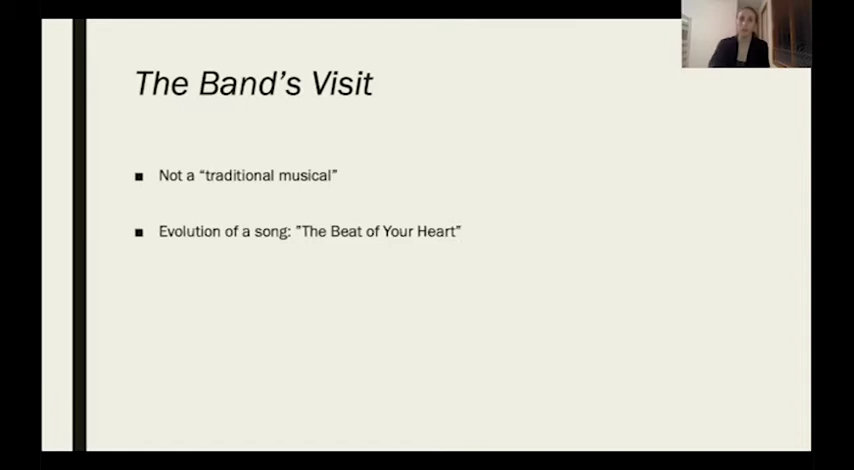 The Band’s Visit
■ Not a “traditional musical”
■ Evolution of a song: ”The Beat of Your Heart”